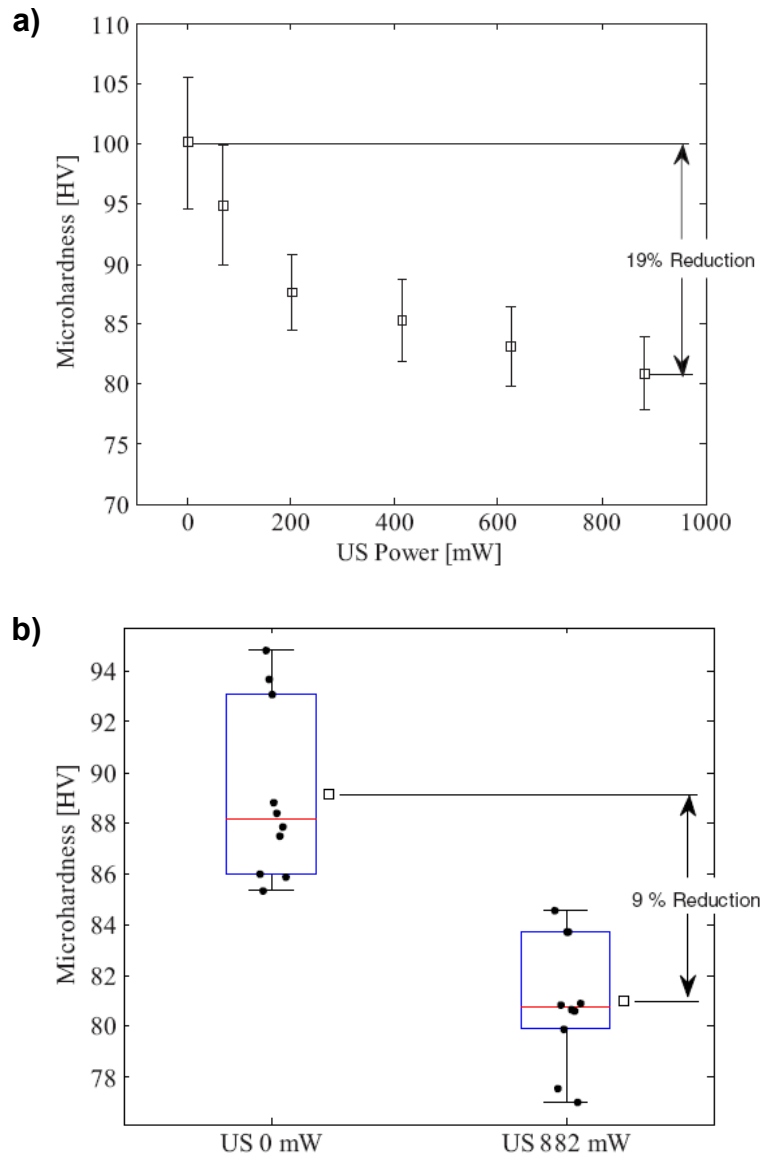 a)
110
105
100
95
90
85
80
75
70
Microhardness [HV]
19% Reduction
0 200 400 600 800 1000
US Power [mW]
b)
94
92
90
88
86
84
82
80
78
Microhardness [HV]
9 % Reduction
US 0 mW US 882 mW